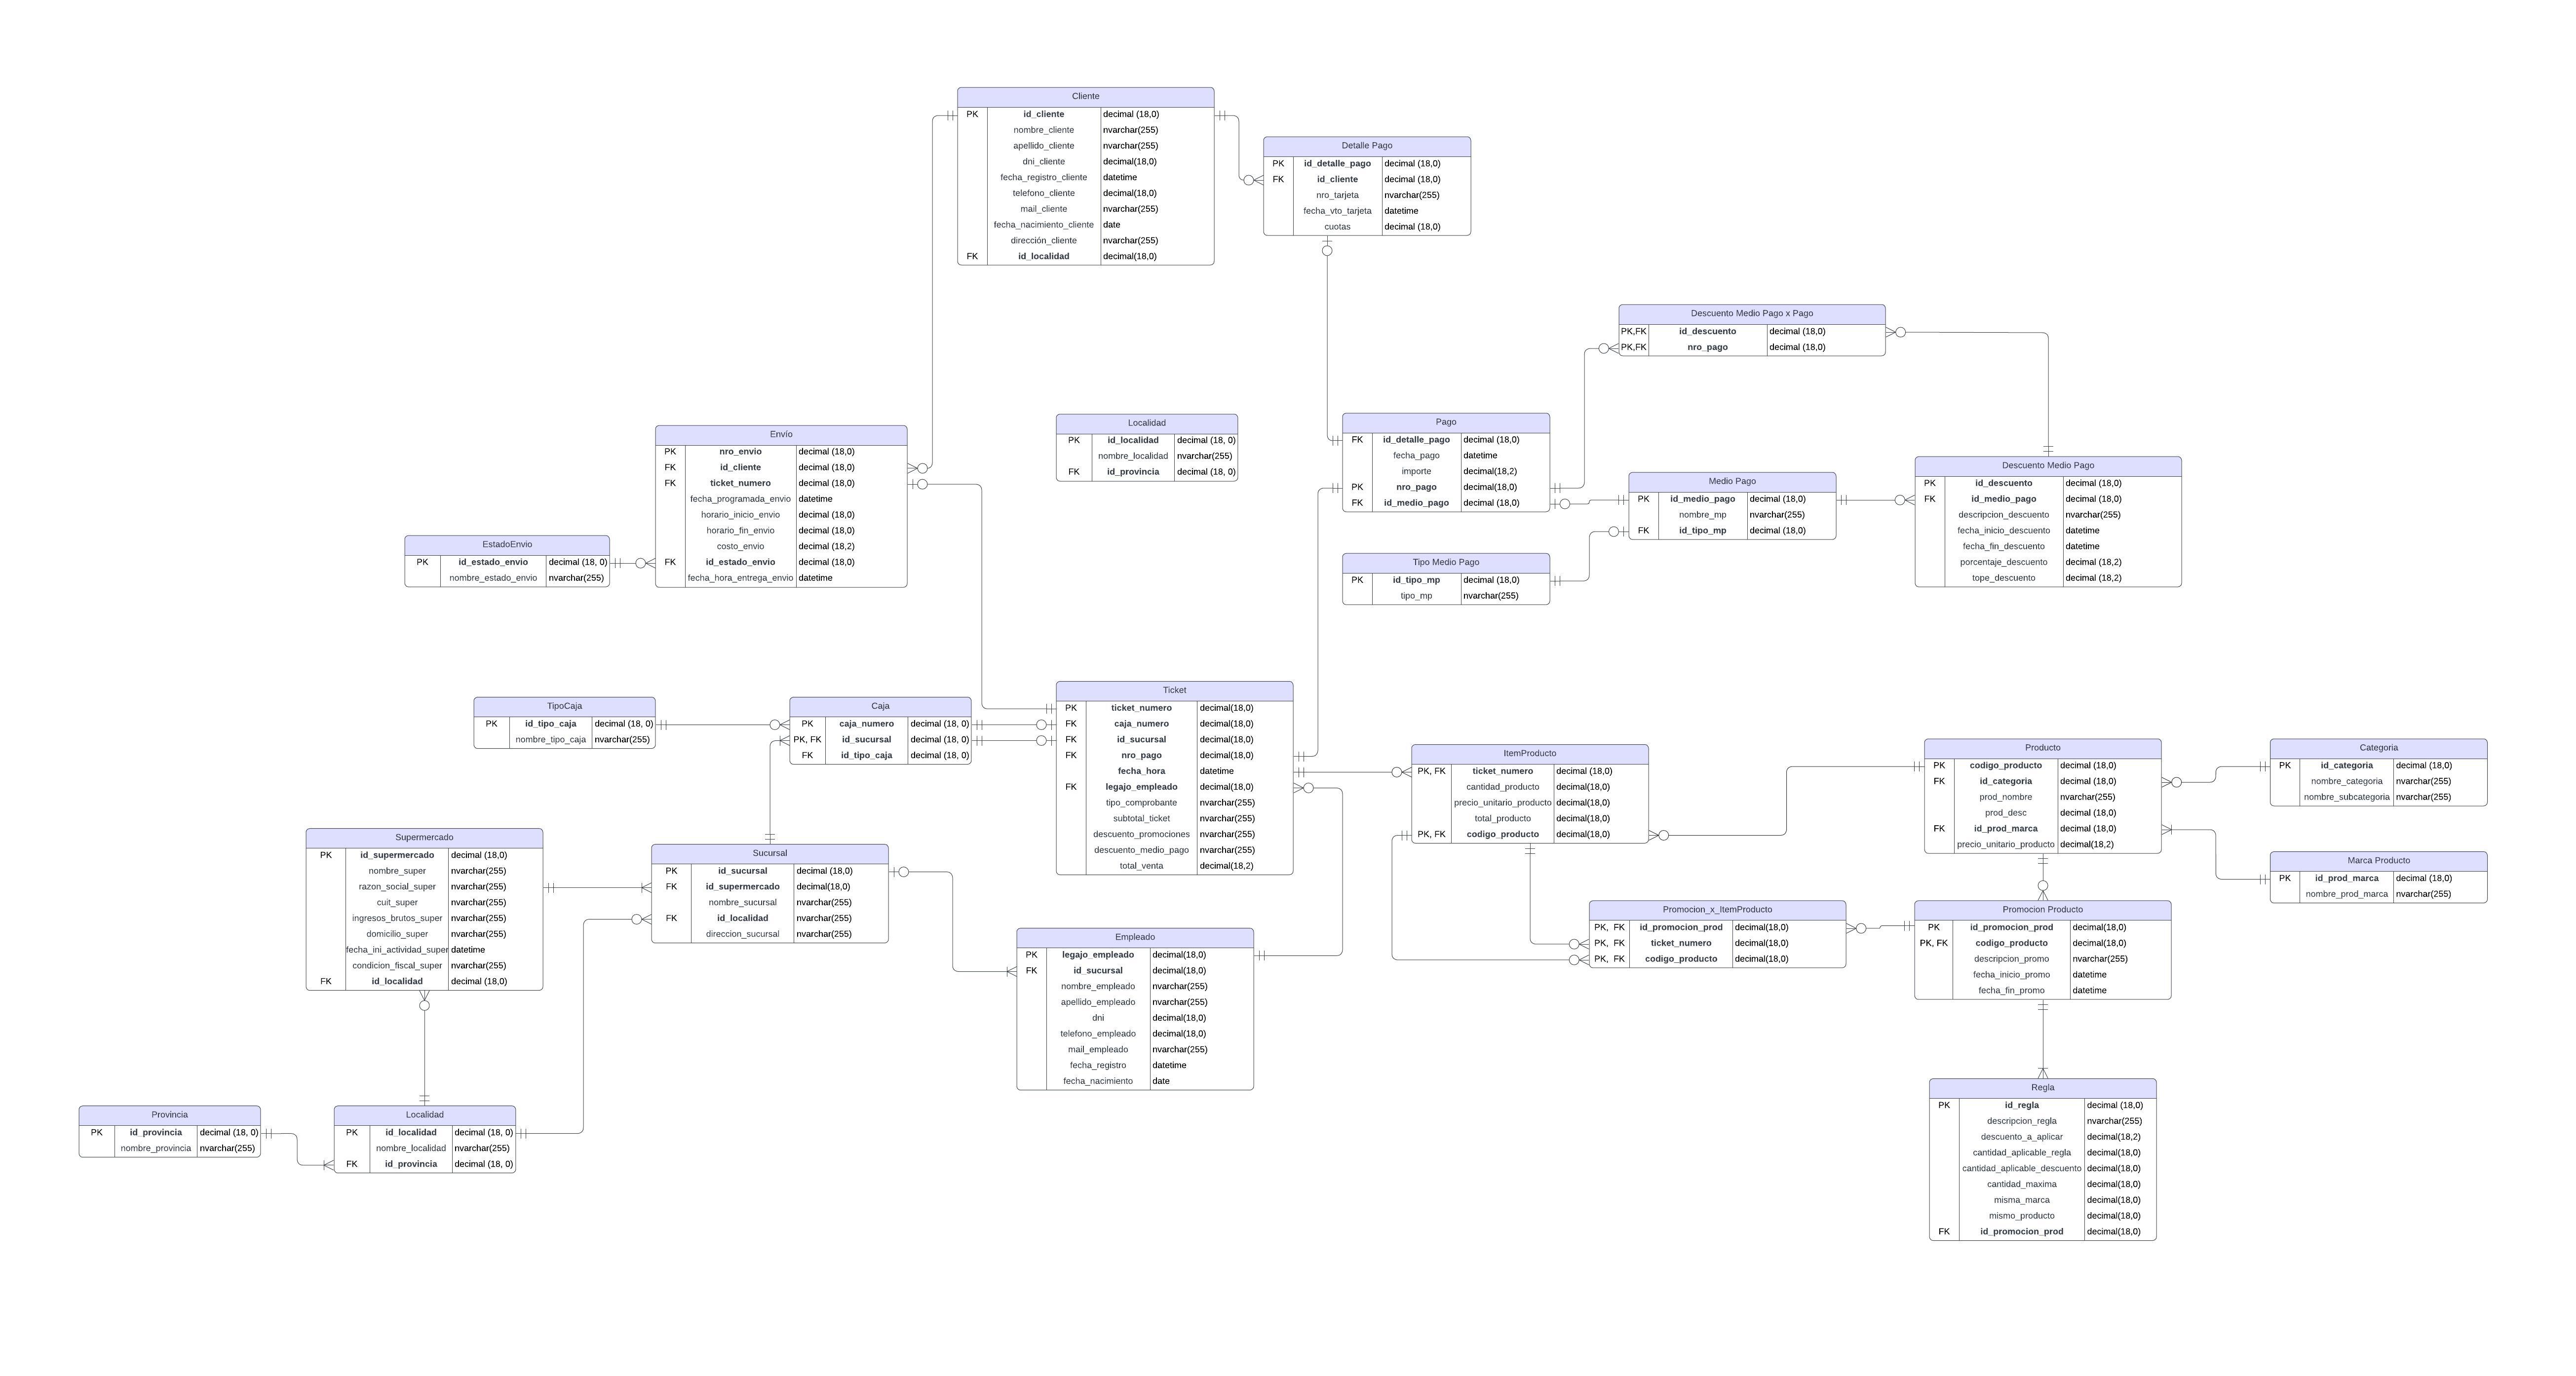 Cliente
PK id_cliente decimal (18,0)
nombre_cliente nvarchar(255)
apellido_cliente nvarchar(255)
dni_cliente decimal(18,0)
fecha_registro_cliente datetime
telefono_cliente decimal(18,0)
mail_cliente nvarchar(255)
fecha_nacimiento_cliente date
dirección_cliente nvarchar(255)
FK id_localidad decimal(18,0)
Detalle Pago
PK id_detalle_pago decimal (18,0)
FK id_cliente decimal (18,0)
nro_tarjeta nvarchar(255)
fecha_vto_tarjeta datetime
cuotas decimal (18,0)
Descuento Medio Pago x Pago
PK,FK id_descuento decimal (18,0)
PK,FK nro_pago decimal (18,0)
Envío
PK nro_envio decimal (18,0)
FK id_cliente decimal (18,0)
FK ticket_numero decimal (18,0)
fecha_programada_envio datetime
horario_inicio_envio decimal (18,0)
horario_fin_envio decimal (18,0)
costo_envio decimal (18,2)
FK id_estado_envio decimal (18,0)
fecha_hora_entrega_envio datetime
Localidad
PK id_localidad decimal (18, 0)
nombre_localidad nvarchar(255)
FK id_provincia decimal (18, 0)
Pago
FK id_detalle_pago decimal (18,0)
fecha_pago datetime
importe decimal(18,2)
PK nro_pago decimal(18,0)
FK id_medio_pago decimal (18,0)
Medio Pago
PK id_medio_pago decimal (18,0)
nombre_mp nvarchar(255)
FK id_tipo_mp decimal (18,0)
Descuento Medio Pago
PK id_descuento decimal (18,0)
FK id_medio_pago decimal (18,0)
descripcion_descuento nvarchar(255)
fecha_inicio_descuento datetime
fecha_fin_descuento datetime
porcentaje_descuento decimal (18,2)
tope_descuento decimal (18,2)
EstadoEnvio
PK id_estado_envio decimal (18, 0)
nombre_estado_envio nvarchar(255)
Tipo Medio Pago
PK id_tipo_mp decimal (18,0)
tipo_mp nvarchar(255)
TipoCaja
PK id_tipo_caja decimal (18, 0)
nombre_tipo_caja nvarchar(255)
Caja
PK caja_numero decimal (18, 0)
PK, FK id_sucursal decimal (18, 0)
FK id_tipo_caja decimal (18, 0)
Ticket
PK ticket_numero decimal(18,0)
FK caja_numero decimal(18,0)
FK id_sucursal decimal(18,0)
FK nro_pago decimal(18,0)
fecha_hora datetime
FK legajo_empleado decimal(18,0)
tipo_comprobante nvarchar(255)
subtotal_ticket nvarchar(255)
descuento_promociones nvarchar(255)
descuento_medio_pago nvarchar(255)
total_venta decimal(18,2)
ItemProducto
PK, FK ticket_numero decimal (18,0)
cantidad_producto decimal(18,0)
precio_unitario_producto decimal(18,0)
total_producto decimal(18,0)
PK, FK codigo_producto decimal(18,0)
Producto
PK codigo_producto decimal (18,0)
FK id_categoria decimal (18,0)
prod_nombre nvarchar(255)
prod_desc decimal (18,0)
FK id_prod_marca decimal (18,0)
precio_unitario_producto decimal(18,2)
Categoria
PK id_categoria decimal (18,0)
nombre_categoria nvarchar(255)
nombre_subcategoria nvarchar(255)
Marca Producto
PK id_prod_marca decimal (18,0)
nombre_prod_marca nvarchar(255)
Supermercado
PK id_supermercado decimal (18,0)
nombre_super nvarchar(255)
razon_social_super nvarchar(255)
cuit_super nvarchar(255)
ingresos_brutos_super nvarchar(255)
domicilio_super nvarchar(255)
fecha_ini_actividad_super datetime
condicion_fiscal_super nvarchar(255)
FK id_localidad decimal (18,0)
Sucursal
PK id_sucursal decimal (18,0)
FK id_supermercado decimal(18,0)
nombre_sucursal nvarchar(255)
FK id_localidad nvarchar(255)
direccion_sucursal nvarchar(255)
Empleado
PK legajo_empleado decimal(18,0)
FK id_sucursal decimal(18,0)
nombre_empleado nvarchar(255)
apellido_empleado nvarchar(255)
dni decimal(18,0)
telefono_empleado decimal(18,0)
mail_empleado nvarchar(255)
fecha_registro datetime
fecha_nacimiento date
Promocion_x_ItemProducto
PK, FK id_promocion_prod decimal(18,0)
PK, FK ticket_numero decimal(18,0)
PK, FK codigo_producto decimal(18,0)
Promocion Producto
PK id_promocion_prod decimal(18,0)
PK, FK codigo_producto decimal(18,0)
descripcion_promo nvarchar(255)
fecha_inicio_promo datetime
fecha_fin_promo datetime
Provincia
PK id_provincia decimal (18, 0)
nombre_provincia nvarchar(255)
Localidad
PK id_localidad decimal (18, 0)
nombre_localidad nvarchar(255)
FK id_provincia decimal (18, 0)
Regla
PK id_regla decimal (18,0)
descripcion_regla nvarchar(255)
descuento_a_aplicar decimal(18,2)
cantidad_aplicable_regla decimal(18,0)
cantidad_aplicable_descuento decimal(18,0)
cantidad_maxima decimal(18,0)
misma_marca decimal(18,0)
mismo_producto decimal(18,0)
FK id_promocion_prod decimal(18,0)